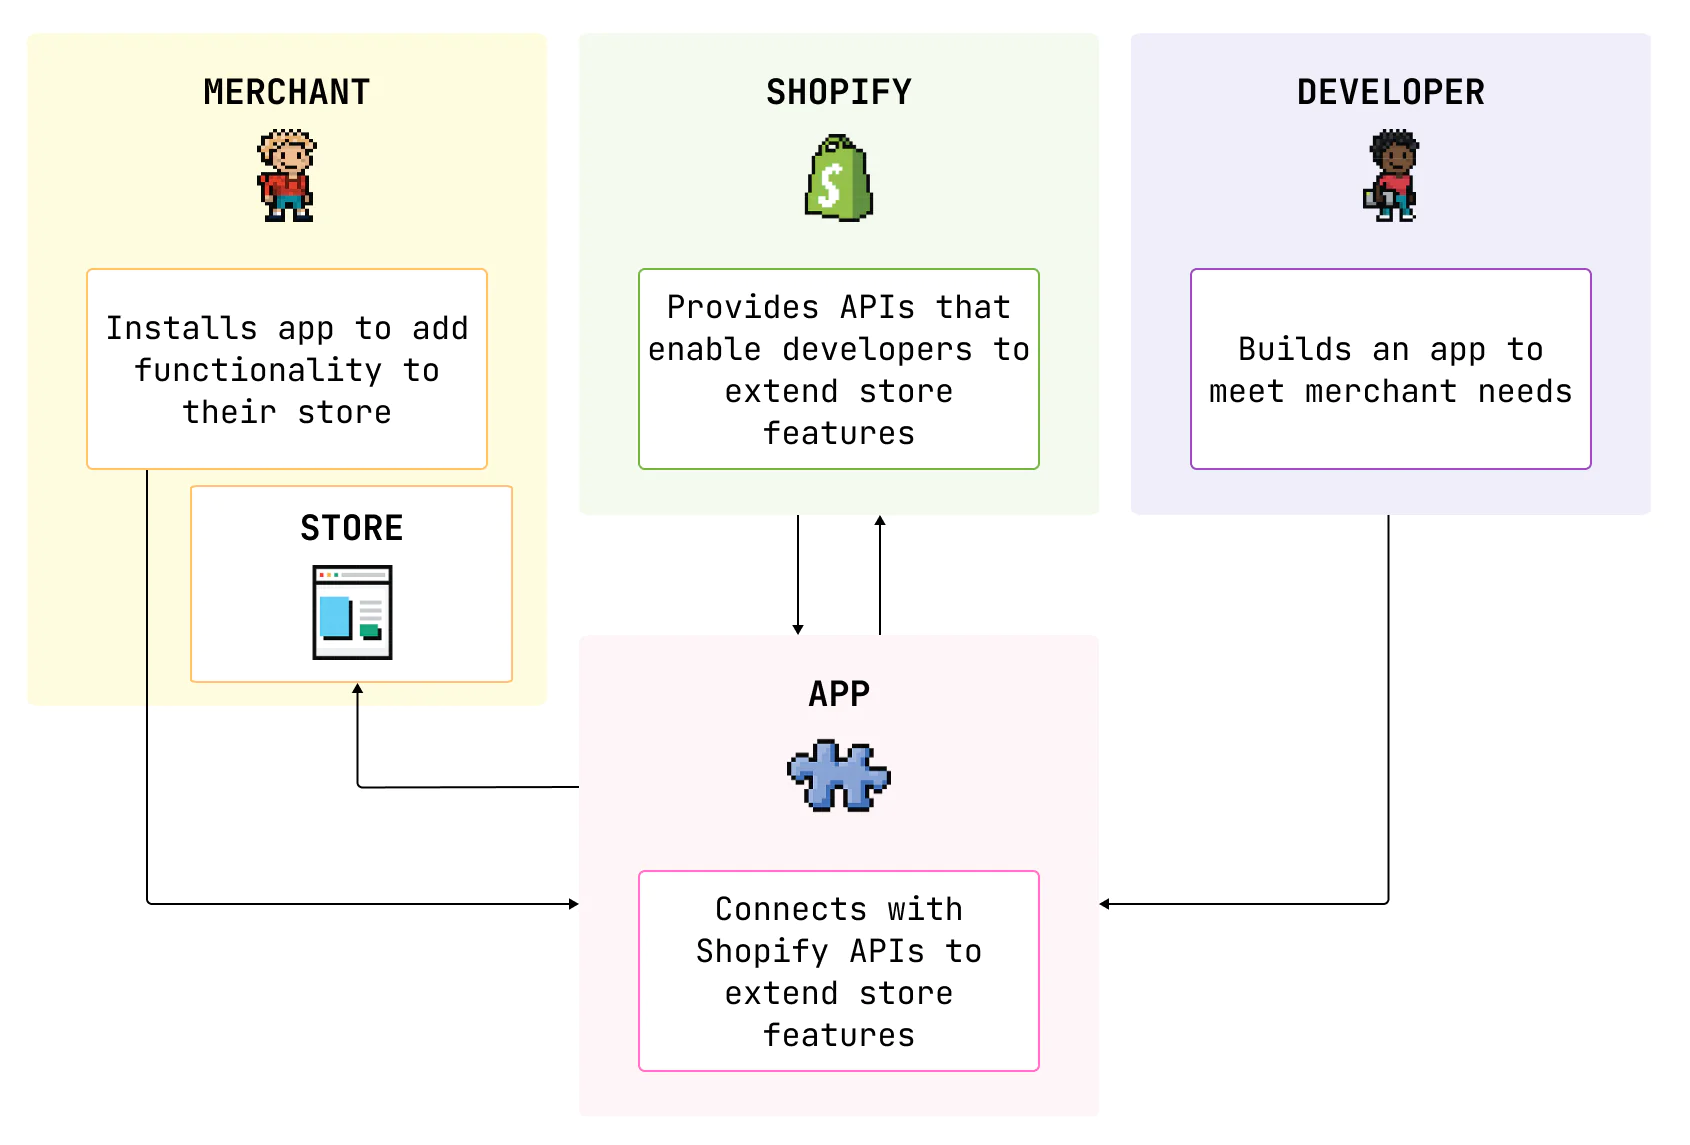 MERCHANT
Installs app to add
functionality to
their store
STORE
SHOPIFY
Provides APIs that
enable developers to
extend store
features
DEVELOPER
Builds an app to
meet merchant needs
APP
Connects with
Shopify APIs to
extend store
features